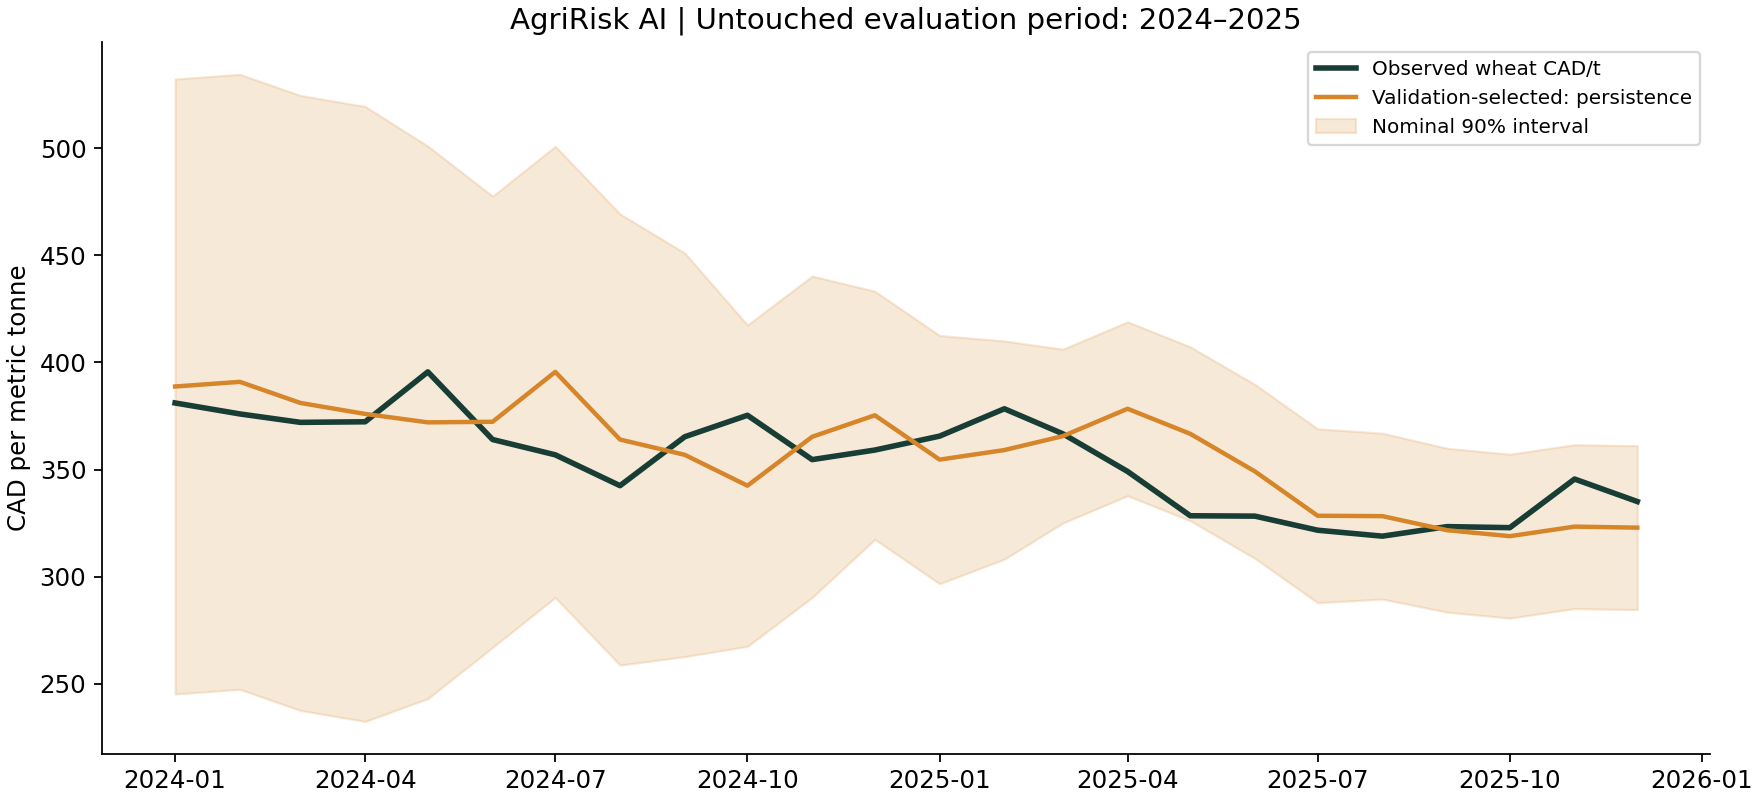 AgriRisk AI | Untouched evaluation period: 2024–2025
Observed wheat CAD/t
Validation-selected: persistence
Nominal 90% interval
CAD per metric tonne
500
450
400
350
300
250
2024-01 2024-04 2024-07 2024-10 2025-01 2025-04 2025-07 2025-10 2026-01